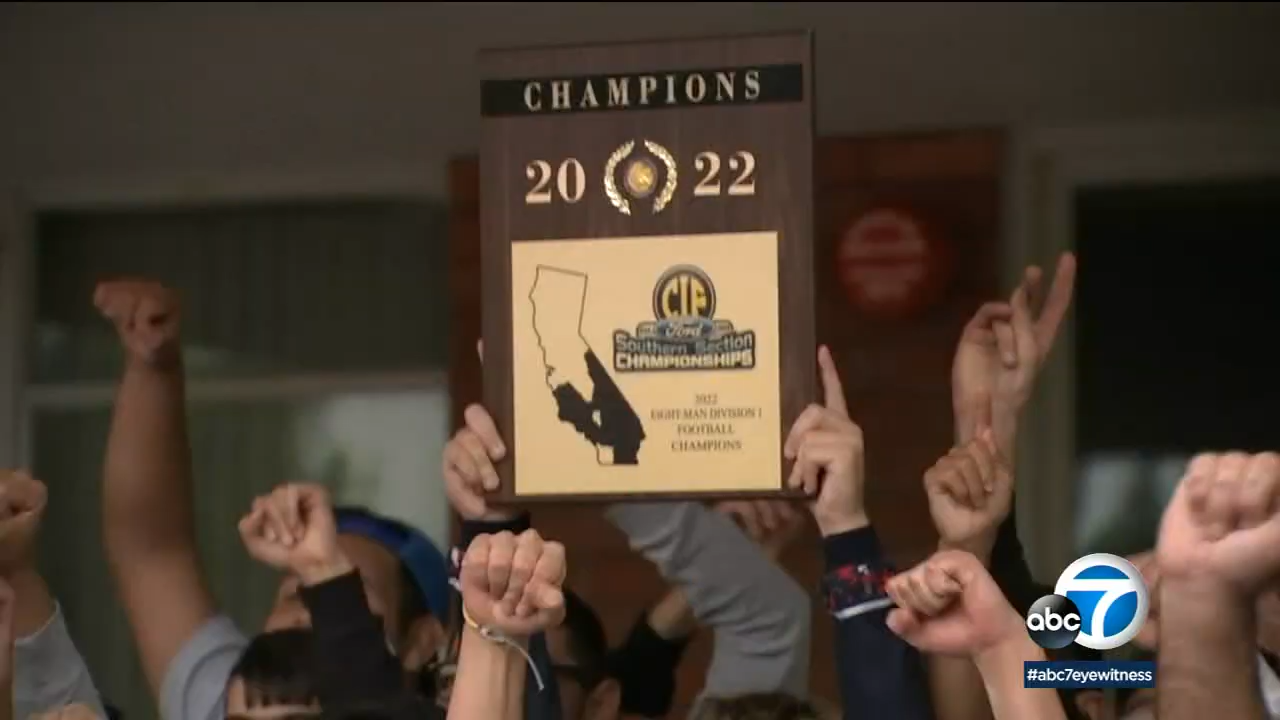 CHAMPIONS
20 22
CIF
Ford
Southern Section
CHAMPIONSHIPS
2022
EIGHT-MAN DIVISION 1
FOOTBALL
CHAMPIONS
abc 7
#abc7eyewitness